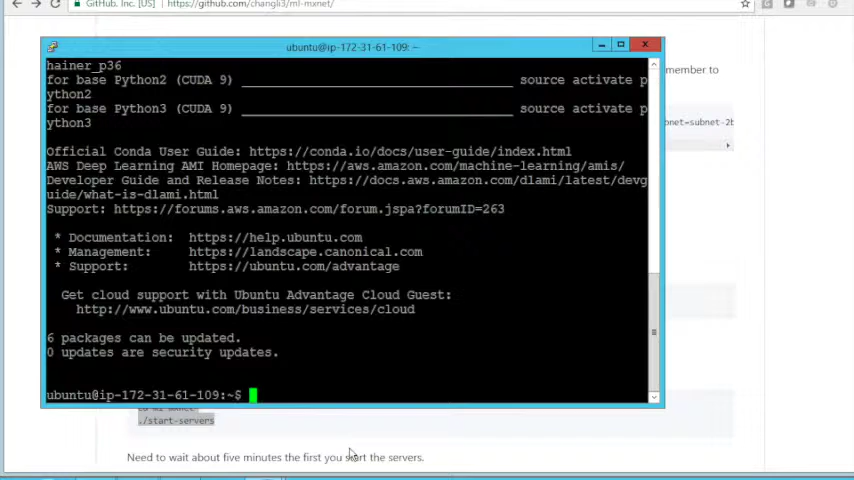 GitHub, Inc. [US] https://github.com/changli3/ml-mxnet/
ubuntu@ip-172-31-61-109: ~
hainer_p36
for base Python2 (CUDA 9) ________________________________ source activate p
ython2
for base Python3 (CUDA 9) ________________________________ source activate p
ython3
Official Conda User Guide: https://conda.io/docs/user-guide/index.html
AWS Deep Learning AMI Homepage: https://aws.amazon.com/machine-learning/amis/
Developer Guide and Release Notes: https://docs.aws.amazon.com/dlami/latest/devg
uide/what-is-dlami.html
Support: https://forums.aws.amazon.com/forum.jspa?forumID=263
* Documentation: https://help.ubuntu.com
* Management: https://landscape.canonical.com
* Support: https://ubuntu.com/advantage
Get cloud support with Ubuntu Advantage Cloud Guest:
http://www.ubuntu.com/business/services/cloud
6 packages can be updated.
0 updates are security updates.
ubuntu@ip-172-31-61-109:~$
member to
bnet=subnet-2b
./start-servers
Need to wait about five minutes the first you start the servers.